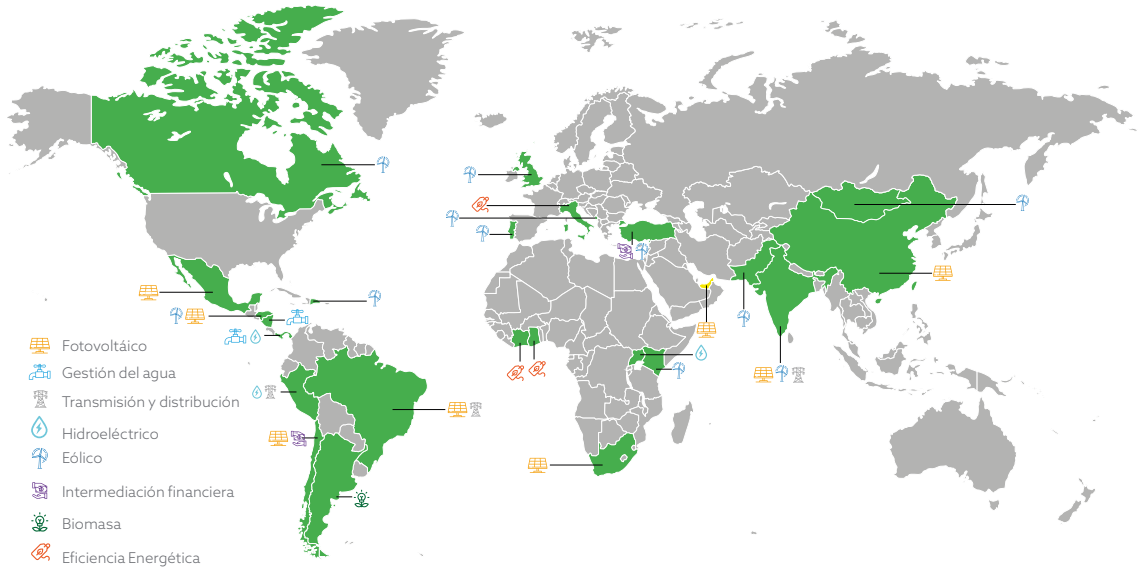 Fotovoltáico
Gestión del agua
Transmisión y distribución
Hidroeléctrico
Eólico
Intermediación financiera
Biomasa
Eficiencia Energética